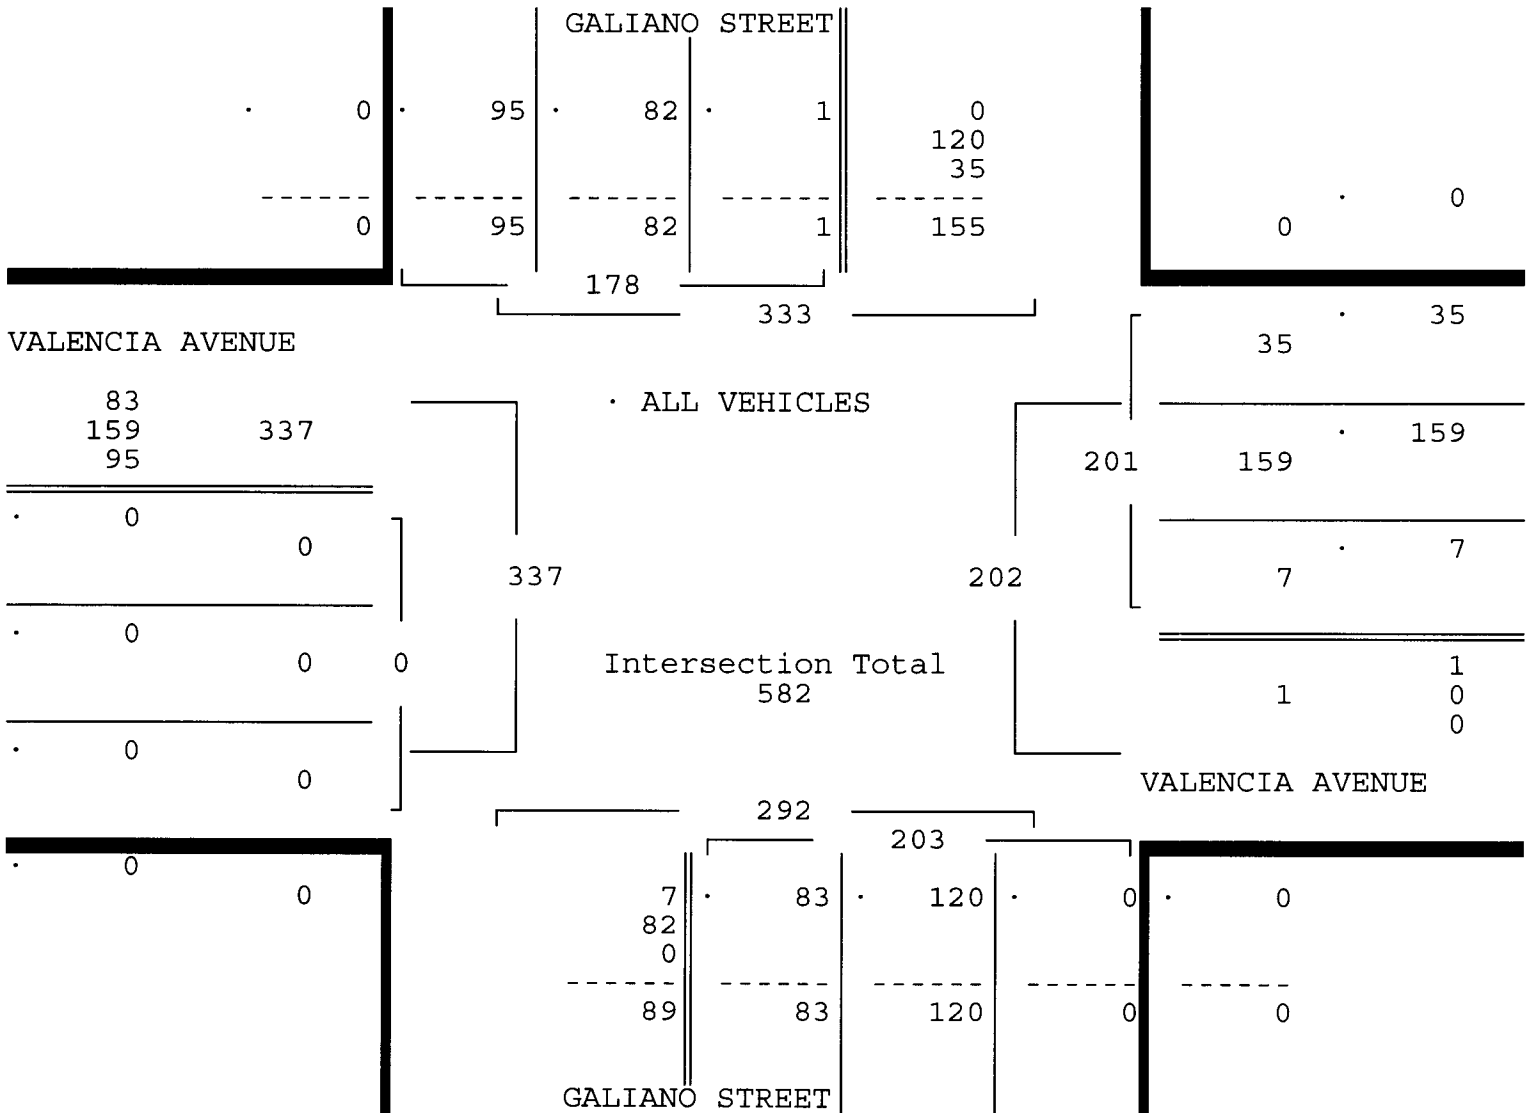 GALIANO STREET
· 0 · 95 · 82 · 1 0
120
35
------ ------ ------ ------ ------ · 0
0 95 82 1 155 0
178
333 · 35
VALENCIA AVENUE 35
83 · ALL VEHICLES
159 337 · 159
95 201 159
· 0
0 · 7
337 202 7
· 0
0 0 Intersection Total 1
582 1 0
0
· 0
0 VALENCIA AVENUE
292
203
· 0
0 7 · 83 · 120 · 0 · 0
82
0
------ ------ ------ ------ ------
89 83 120 0 0
GALIANO STREET